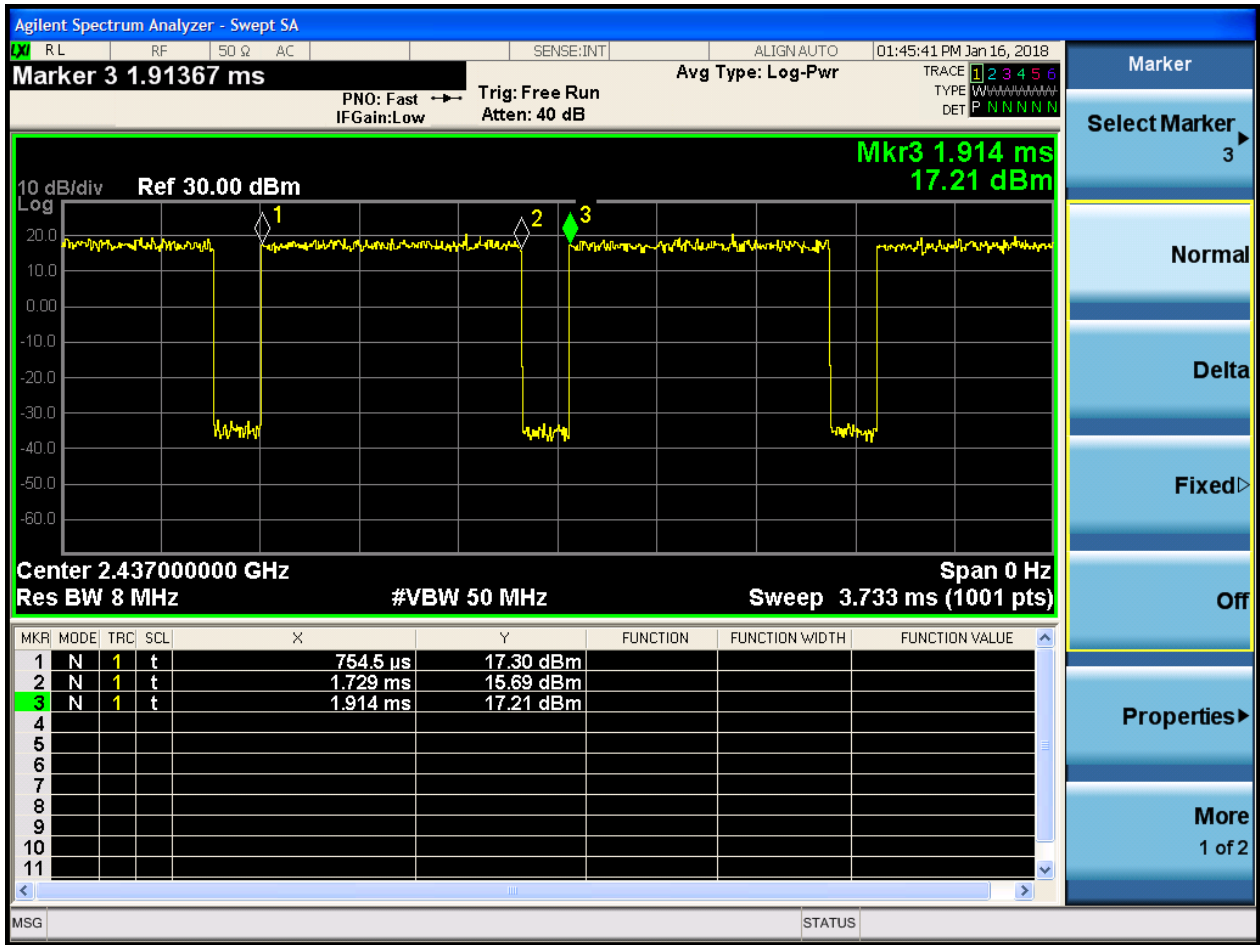 Agilent Spectrum Analyzer - Swept SA
LXI RL RF 50 Ω AC SENSE:INT ALIGN AUTO 01:45:41 PM Jan 16, 2018
Marker 3 1.91367 ms
PNO: Fast
IFGain:Low
Trig: Free Run
Atten: 40 dB
Avg Type: Log-Pwr
TRACE 1 2 3 4 5 6
TYPE WWWWWW
DET P N N N N N
Mkr3 1.914 ms
17.21 dBm
10 dB/div Ref 30.00 dBm
Log
1
2
3
20.0
10.0
0.00
-10.0
-20.0
-30.0
-40.0
-50.0
-60.0
Center 2.437000000 GHz Span 0 Hz
Res BW 8 MHz #VBW 50 MHz Sweep 3.733 ms (1001 pts)
MKR MODE TRC SCL X Y FUNCTION FUNCTION WIDTH FUNCTION VALUE
1 N 1 t 754.5 µs 17.30 dBm
2 N 1 t 1.729 ms 15.69 dBm
3 N 1 t 1.914 ms 17.21 dBm
4
5
6
7
8
9
10
11
MSG STATUS
Marker
Select Marker
3
Normal
Delta
Fixed
Off
Properties
More
1 of 2